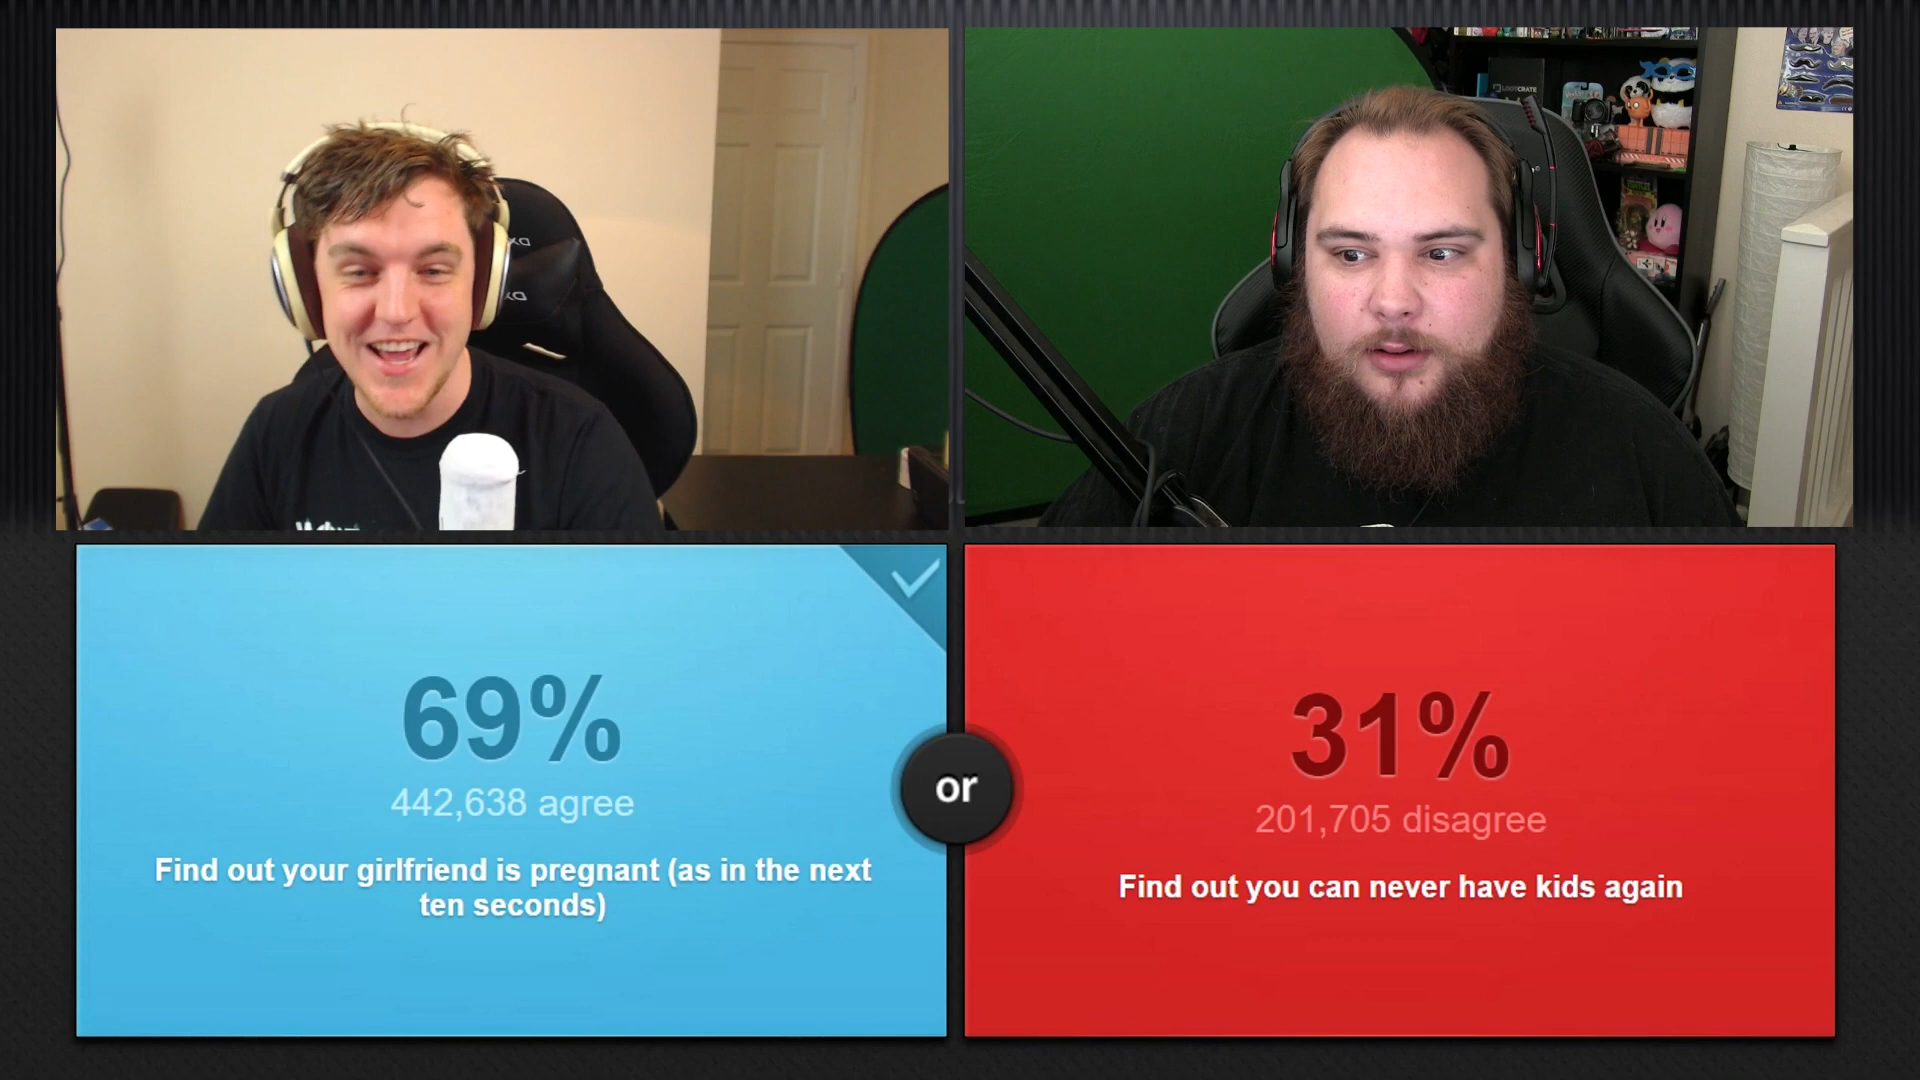 LOOTCRATE
69%
442,638 agree
Find out your girlfriend is pregnant (as in the next
ten seconds)
or
31%
201,705 disagree
Find out you can never have kids again